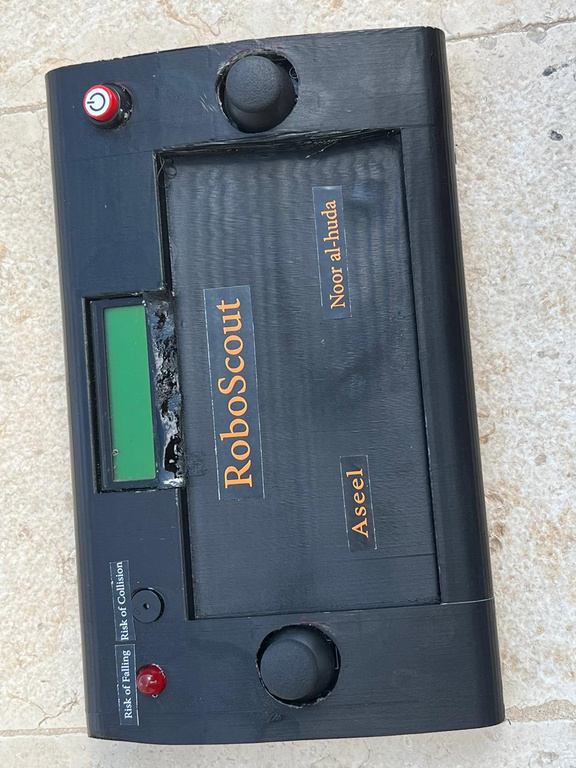 Risk of Falling
Risk of Collision
RoboScout
Aseel
Noor al-huda